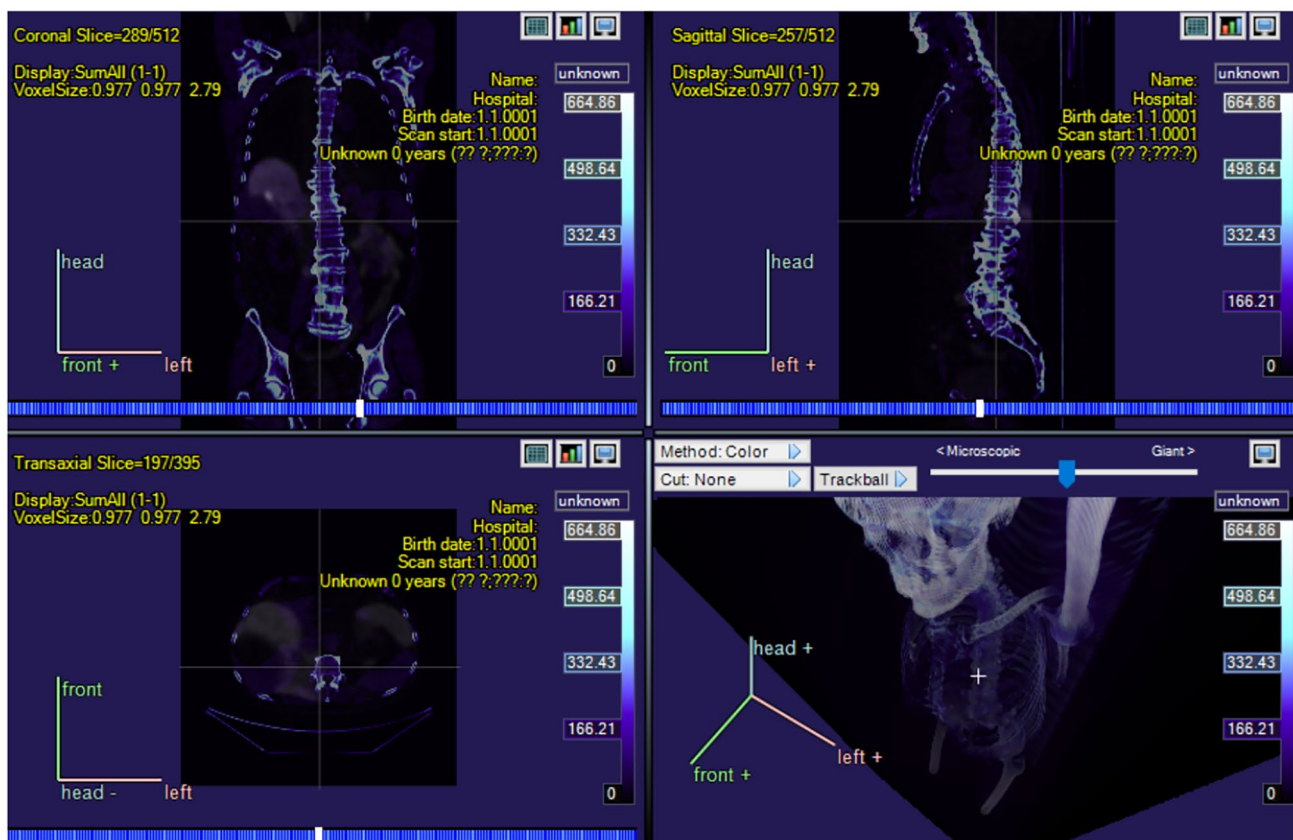 Coronal Slice=289/512
Display:SumAll (1-1)
VoxelSize:0.977 0.977 2.79
Name:
Hospital:
Birth date:1.1.0001
Scan start:1.1.0001
Unknown 0 years (?? ?;???:?)
unknown
664.86
498.64
332.43
166.21
0
head
front +
left
Sagittal Slice=257/512
Display:SumAll (1-1)
VoxelSize:0.977 0.977 2.79
Name:
Hospital:
Birth date:1.1.0001
Scan start:1.1.0001
Unknown 0 years (?? ?;???:?)
unknown
664.86
498.64
332.43
166.21
0
head
front
left +
Transaxial Slice=197/395
Display:SumAll (1-1)
VoxelSize:0.977 0.977 2.79
Name:
Hospital:
Birth date:1.1.0001
Scan start:1.1.0001
Unknown 0 years (?? ?;???:?)
unknown
664.86
498.64
332.43
166.21
0
front
head -
left
Method: Color
Cut: None
Trackball
< Microscopic
Giant >
unknown
664.86
498.64
332.43
166.21
0
head +
left +
front +